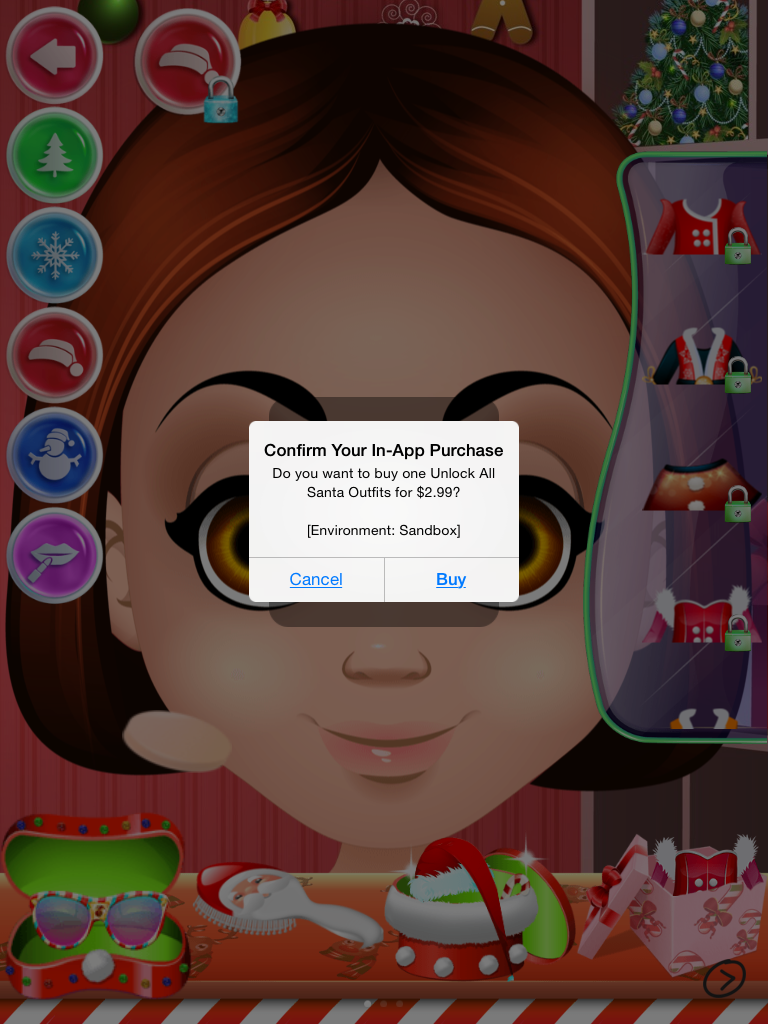 Confirm Your In-App Purchase
Do you want to buy one Unlock All
Santa Outfits for $2.99?
[Environment: Sandbox]
Cancel
Buy